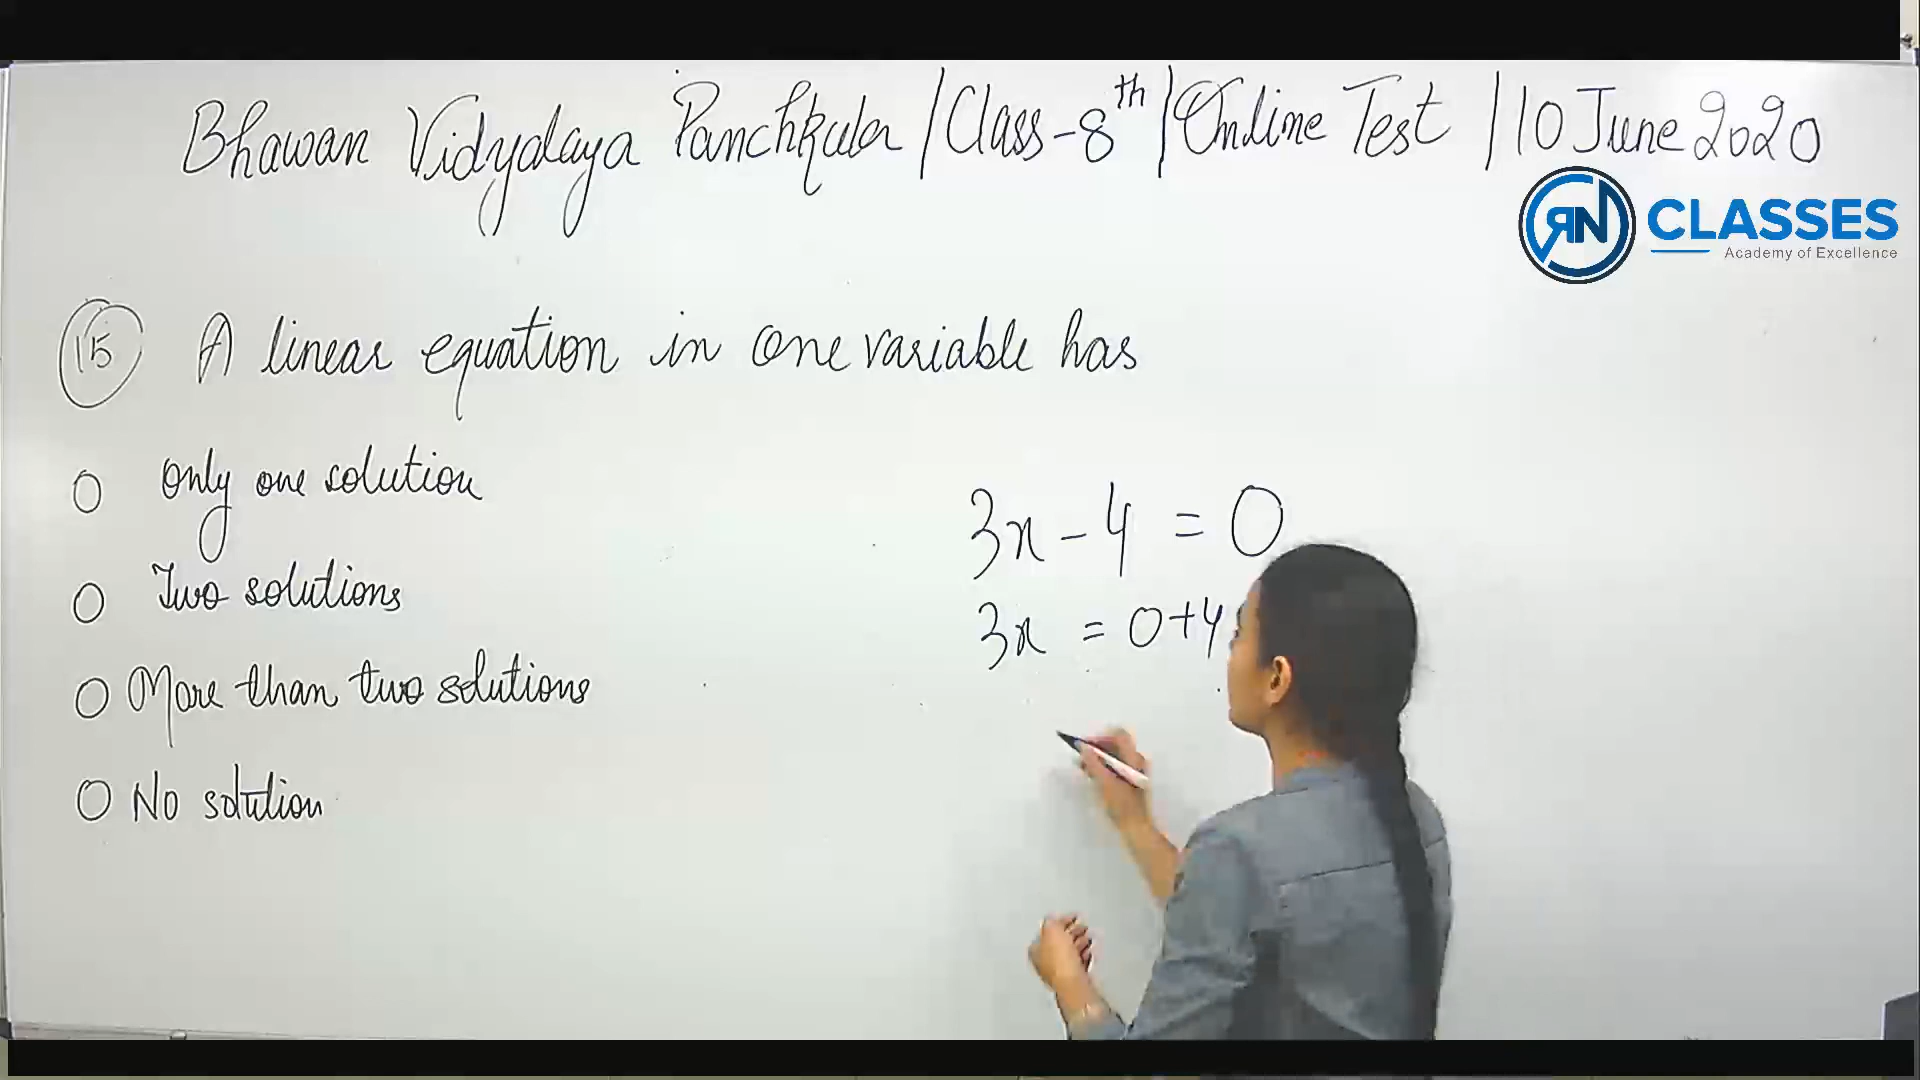 Bhawan Vidyalaya Panchkula / Class-8th / Online Test / 10 June 2020
RN CLASSES
Academy of Excellence
15 A linear equation in one variable has
O Only one solution
O Two solutions
O More than two solutions
O No solution
3x - 4 = 0
3x = 0+4